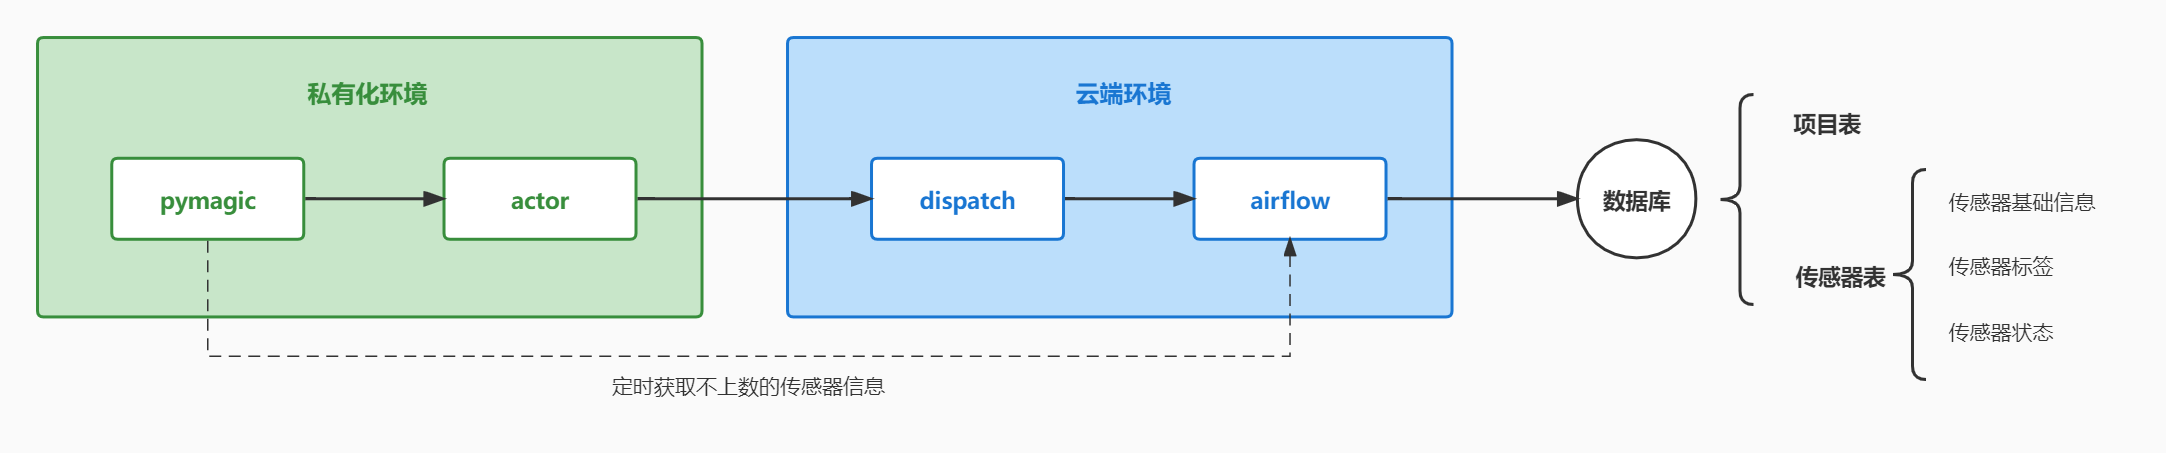 私有化环境
pymagic
actor
云端环境
dispatch
airflow
定时获取不上数的传感器信息
数据库
项目表
传感器表
传感器基础信息
传感器标签
传感器状态